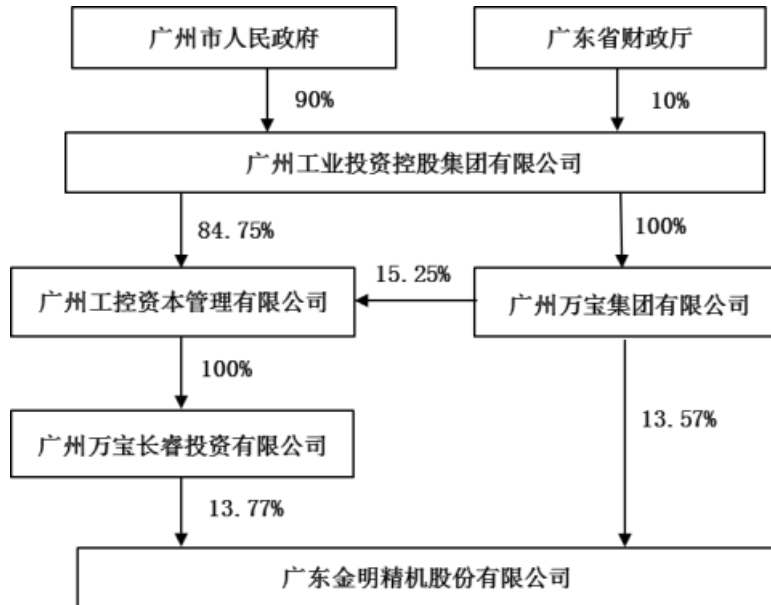 广州市人民政府
广东省财政厅
90%
10%
广州工业投资控股集团有限公司
84.75%
100%
15.25%
广州工控资本管理有限公司
广州万宝集团有限公司
100%
13.57%
广州万宝长睿投资有限公司
13.77%
广东金明精机股份有限公司